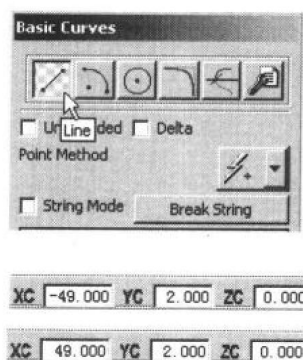 Basic Curves
Line
Delta
Point Method
String Mode
Break String
XC -49.000 YC 2.000 ZC 0.000
XC 49.000 YC 2.000 ZC 0.000